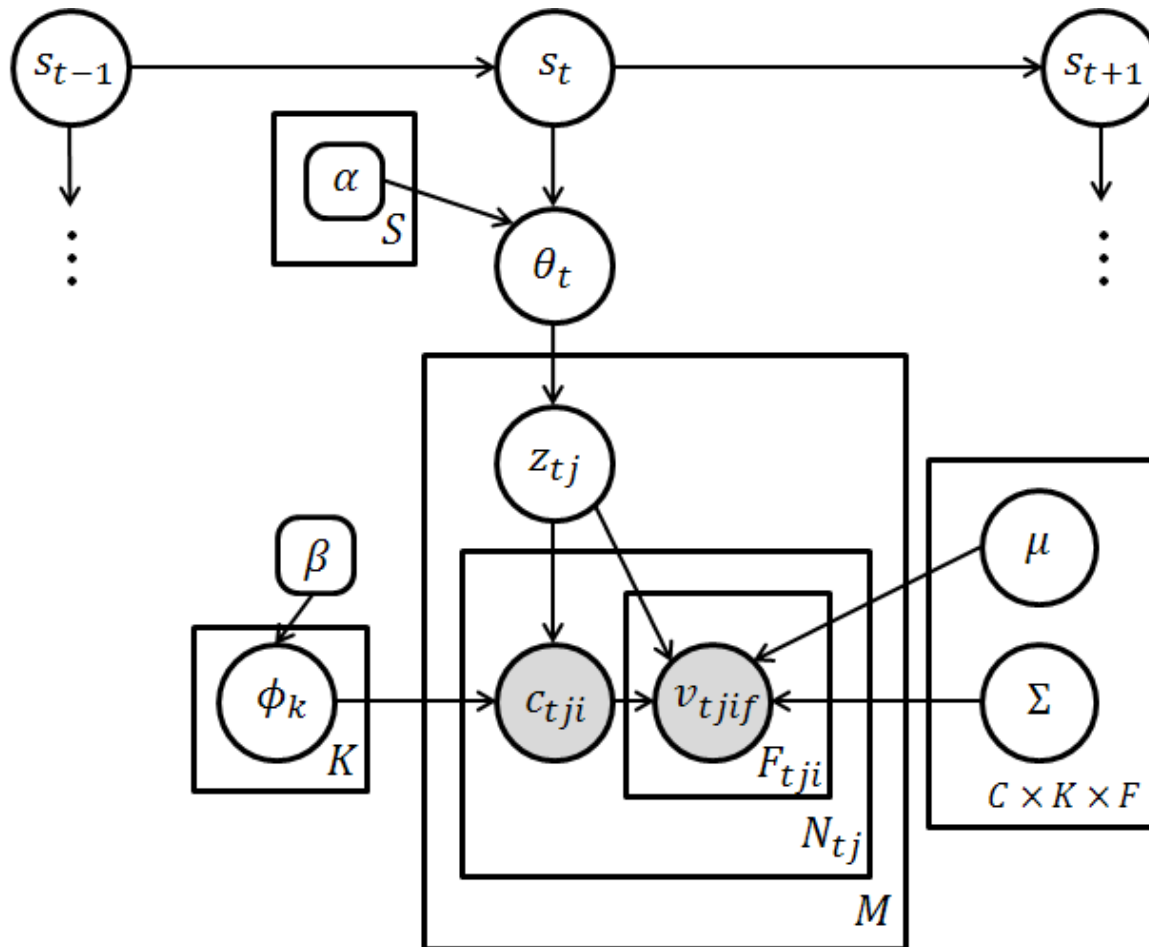 s_{t-1} s_t s_{t+1}
α
S
θ_t
z_{tj}
μ
β
ϕ_k c_{tji} v_{tjif} Σ
K F_{tji} C × K × F
N_{tj}
M